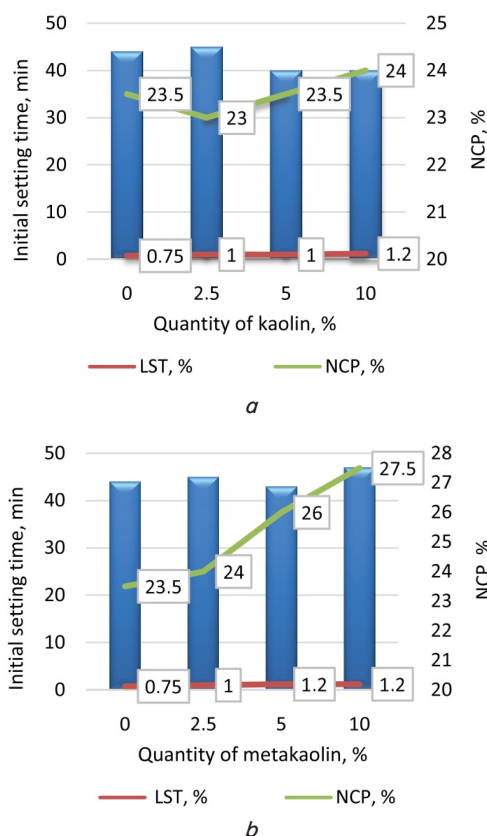 50 25
40 24
30 23
20 22
10 21
0 20
Initial setting time, min
NCP, %
23.5 23 23.5 24
0.75 1 1 1.2
0 2.5 5 10
Quantity of kaolin, %
LST, % NCP, %
a
50 28
27
40 26
25
30 24
20 23
22
10 21
0 20
Initial setting time, min
NCP, %
23.5 24 26 27.5
0.75 1 1.2 1.2
0 2.5 5 10
Quantity of metakaolin, %
LST, % NCP, %
b